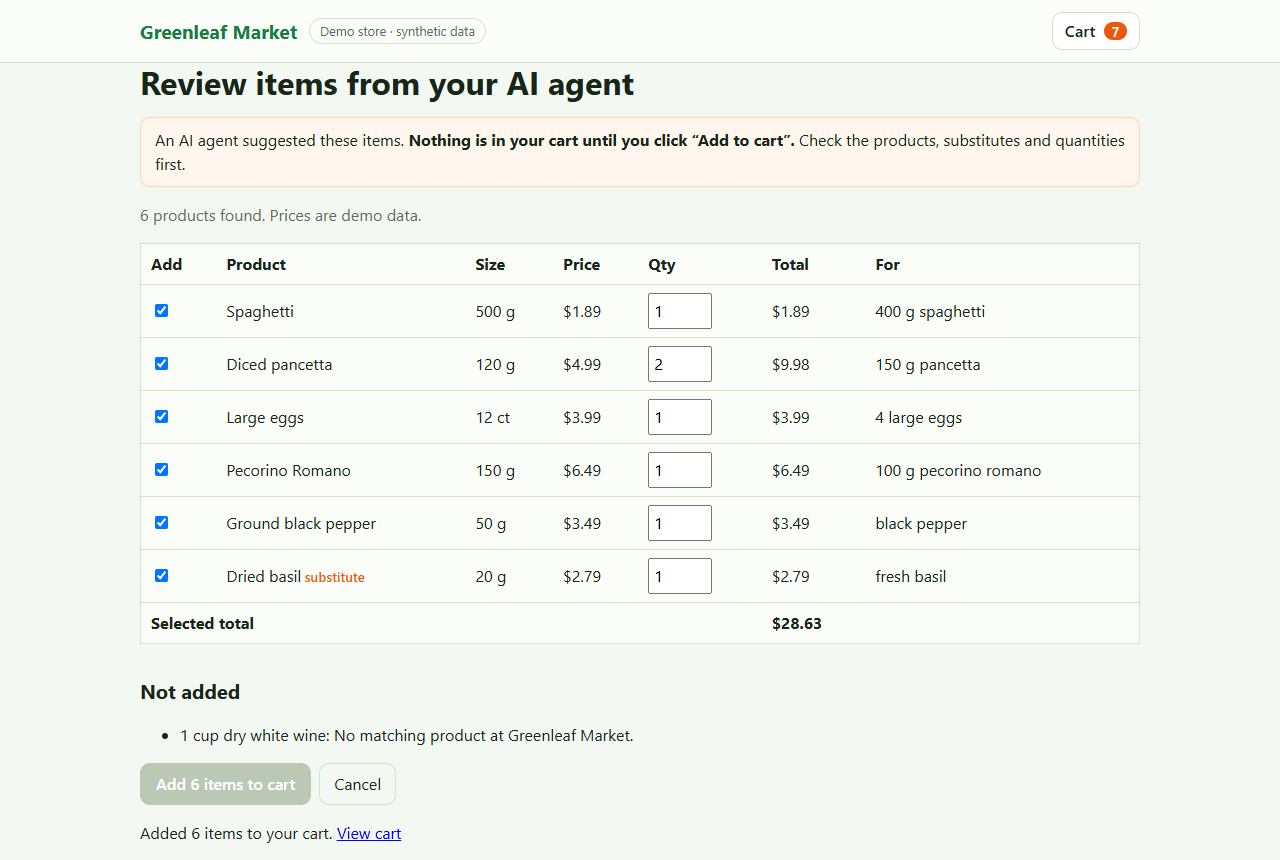 Greenleaf Market Demo store · synthetic data Cart 7
Review items from your AI agent
An AI agent suggested these items. Nothing is in your cart until you click “Add to cart”. Check the products, substitutes and quantities
first.
6 products found. Prices are demo data.
Add Product Size Price Qty Total For
Spaghetti 500 g $1.89 1 $1.89 400 g spaghetti
Diced pancetta 120 g $4.99 2 $9.98 150 g pancetta
Large eggs 12 ct $3.99 1 $3.99 4 large eggs
Pecorino Romano 150 g $6.49 1 $6.49 100 g pecorino romano
Ground black pepper 50 g $3.49 1 $3.49 black pepper
Dried basil substitute 20 g $2.79 1 $2.79 fresh basil
Selected total $28.63
Not added
• 1 cup dry white wine: No matching product at Greenleaf Market.
Add 6 items to cart Cancel
Added 6 items to your cart. View cart